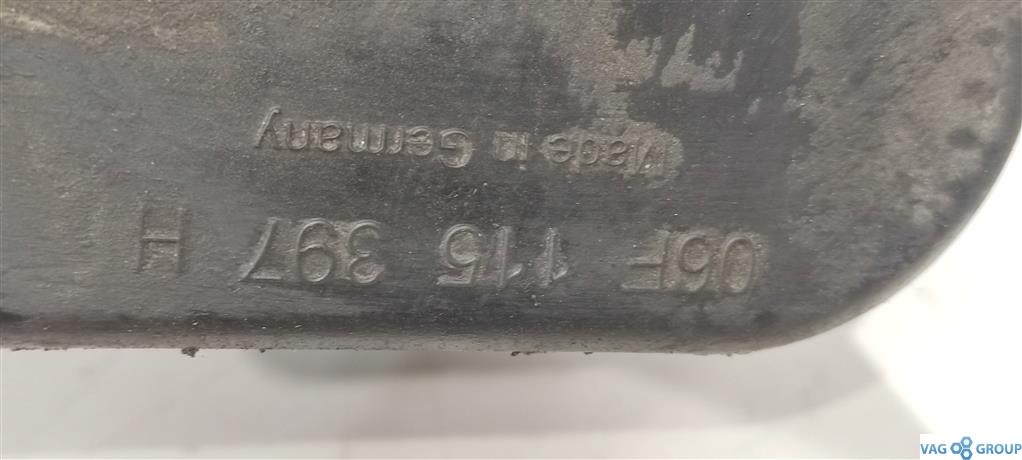 06F 115 397 H
Made in Germany
VAG GROUP